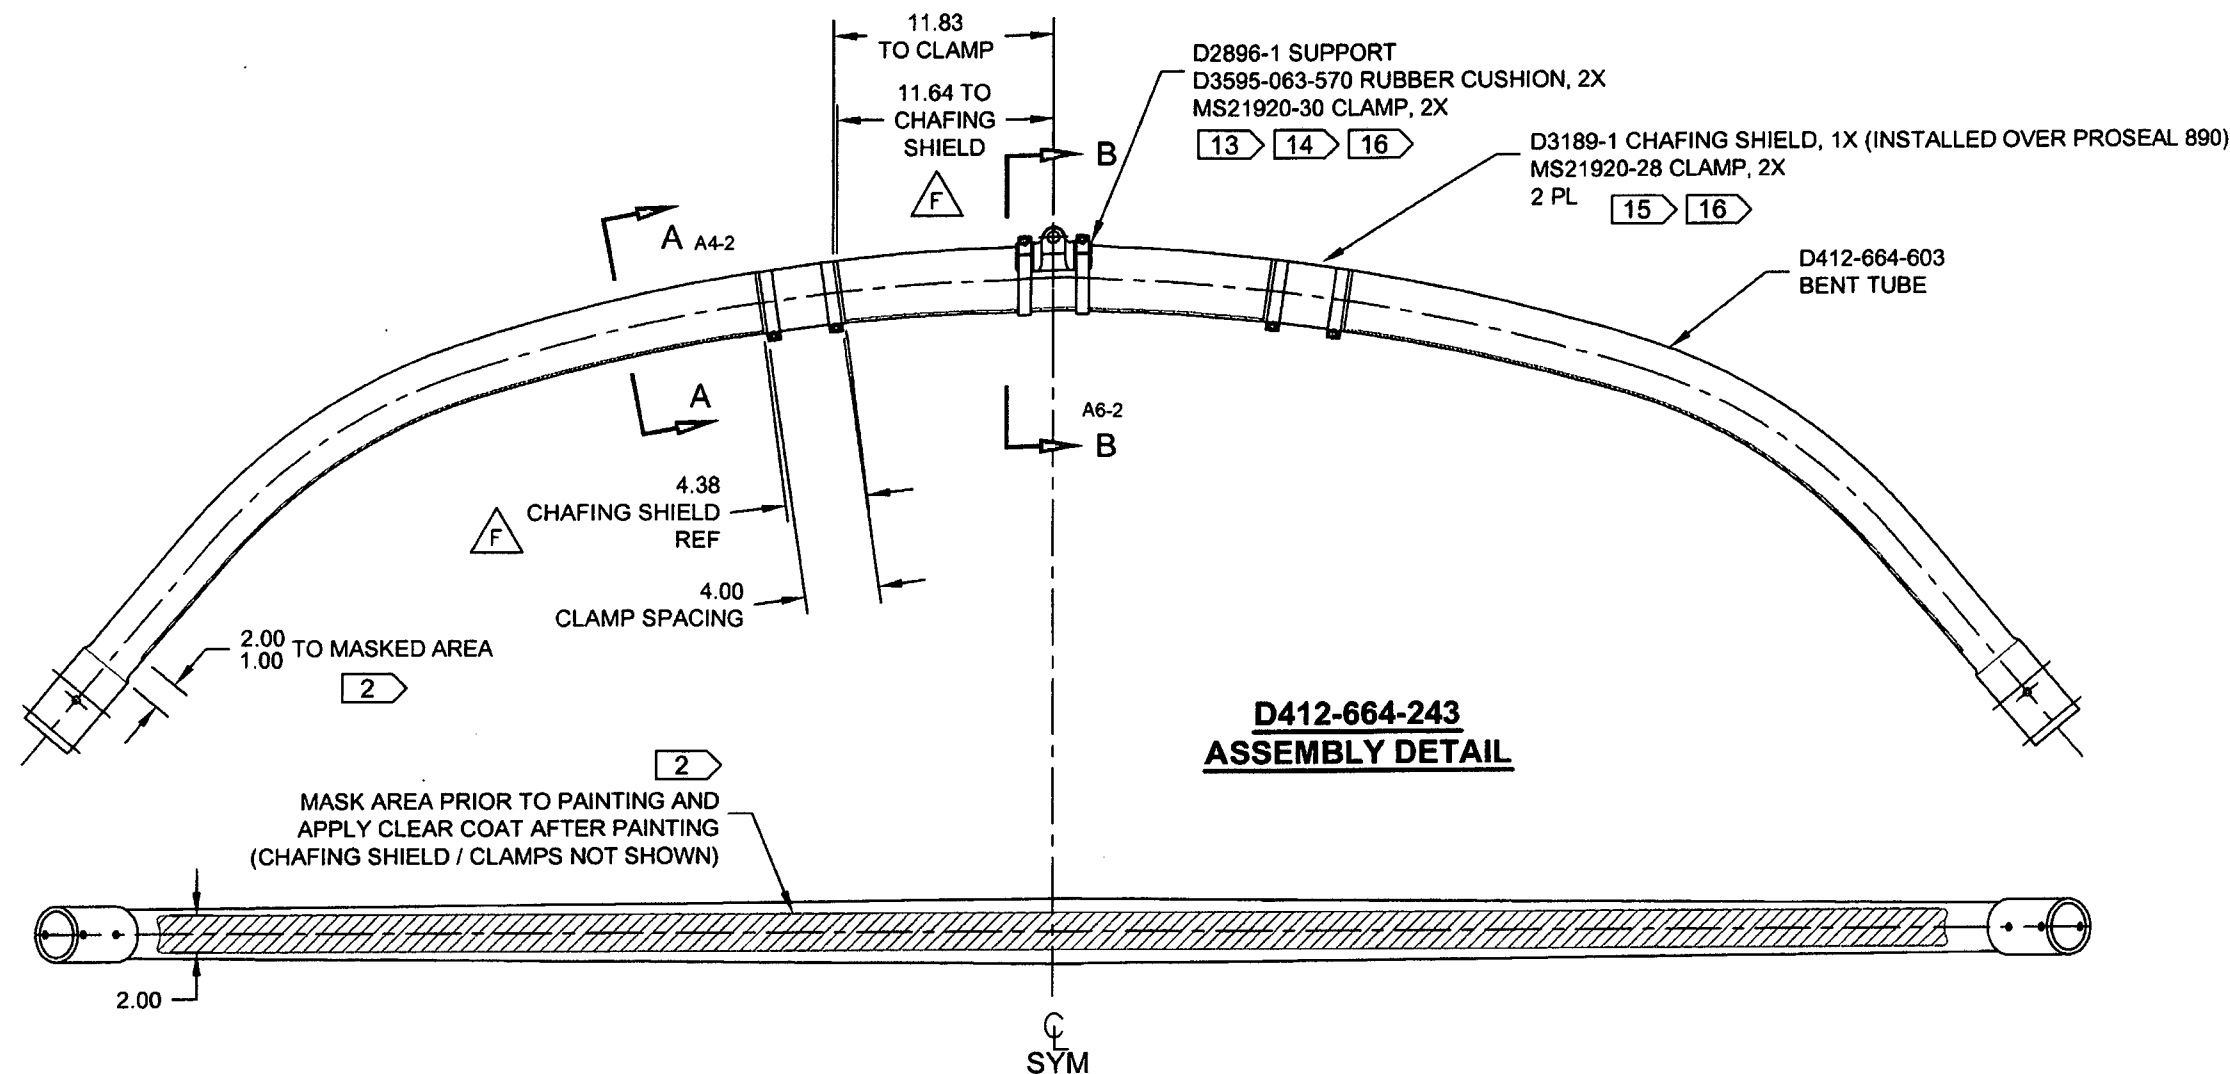 11.83
TO CLAMP
11.64 TO
CHAFING
SHIELD
F
D2896-1 SUPPORT
D3595-063-570 RUBBER CUSHION, 2X
MS21920-30 CLAMP, 2X
13 14 16
D3189-1 CHAFING SHIELD, 1X (INSTALLED OVER PROSEAL 890)
MS21920-28 CLAMP, 2X
2 PL
15 16
D412-664-603
BENT TUBE
B
A A4-2
A
A6-2
B
4.38
CHAFING SHIELD
REF
F
4.00
CLAMP SPACING
2.00
1.00
TO MASKED AREA
2
D412-664-243
ASSEMBLY DETAIL
2
MASK AREA PRIOR TO PAINTING AND
APPLY CLEAR COAT AFTER PAINTING
(CHAFING SHIELD / CLAMPS NOT SHOWN)
2.00
CL
SYM